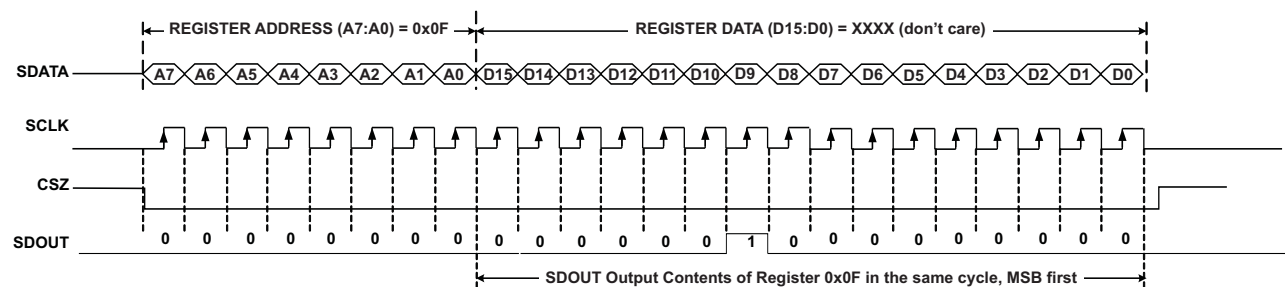 REGISTER ADDRESS (A7:A0) = 0x0F REGISTER DATA (D15:D0) = XXXX (don't care)
SDATA A7 A6 A5 A4 A3 A2 A1 A0 D15 D14 D13 D12 D11 D10 D9 D8 D7 D6 D5 D4 D3 D2 D1 D0
SCLK
CSZ
SDOUT 0 0 0 0 0 0 0 0 0 0 0 0 0 0 1 0 0 0 0 0 0 0 0 0
SDOUT Output Contents of Register 0x0F in the same cycle, MSB first